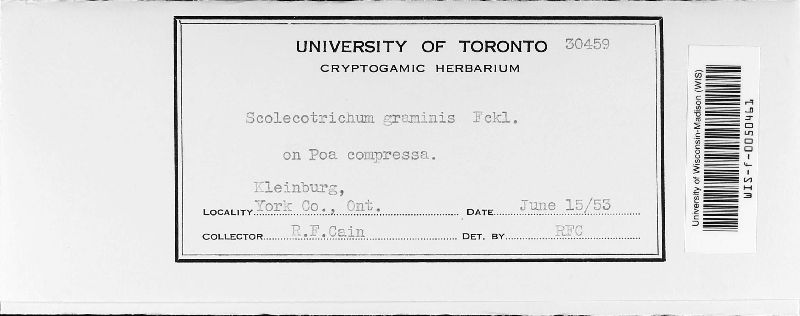 UNIVERSITY OF TORONTO 30459
CRYPTOGAMIC HERBARIUM
Scolecotrichum graminis Fckl.
on Poa compressa.
Kleinburg,
LOCALITY York Co., Ont. DATE June 15/53
COLLECTOR R.F.Cain DET. BY RFC
University of Wisconsin-Madison (WIS)
WIS-f-0050461